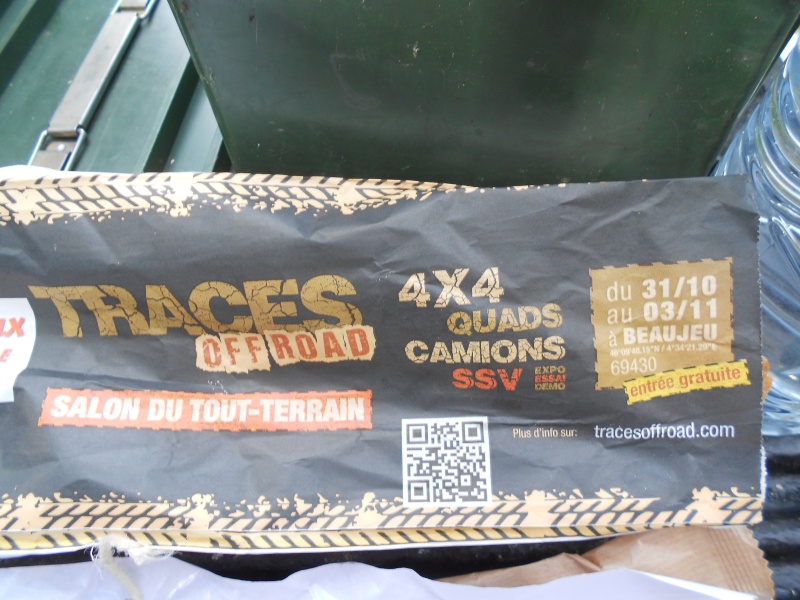 IX
E
TRACES
OFF ROAD
SALON DU TOUT-TERRAIN
4X4
QUADS
CAMIONS
SSV
EXPO
ESSAI
DEMO
du 31/10
au 03/11
à BEAUJEU
69430
entrée gratuite
Plus d'info sur:
tracesoffroad.com